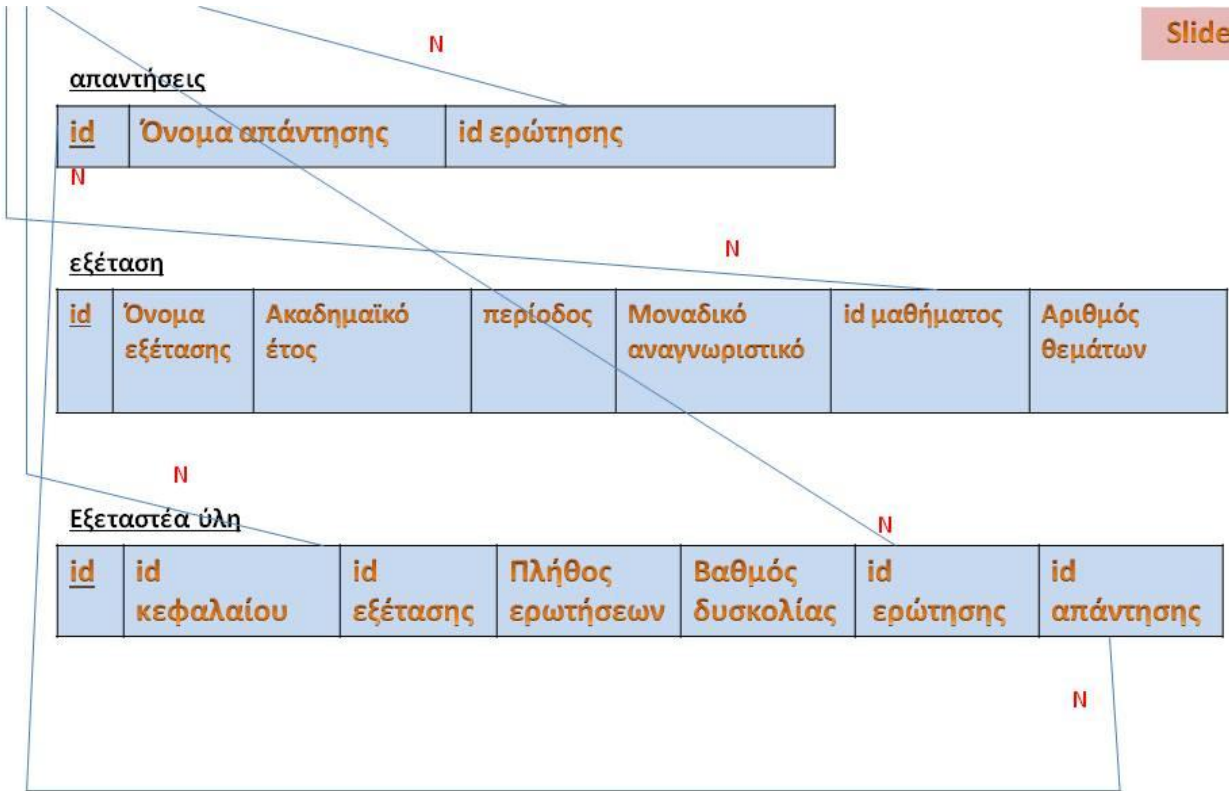 Slide
N
απαντήσεις
id Όνομα απάντησης id ερώτησης
N
N
εξέταση
id Όνομα εξέτασης Ακαδημαϊκό έτος περίοδος Μοναδικό αναγνωριστικό id μαθήματος Αριθμός θεμάτων
N
Εξεταστέα ύλη
N
id id κεφαλαίου id εξέτασης Πλήθος ερωτήσεων Βαθμός δυσκολίας id ερώτησης id απάντησης
N